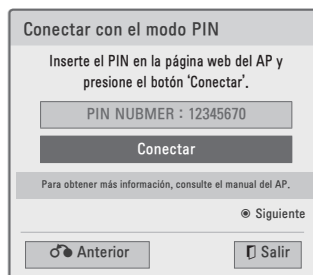 Conectar con el modo PIN
Inserte el PIN en la página web del AP y
presione el botón 'Conectar'.
PIN NUBMER : 12345670
Conectar
Para obtener más información, consulte el manual del AP.
Siguiente
Anterior
Salir